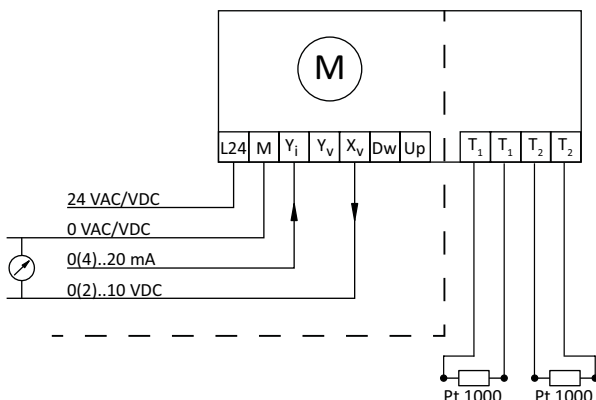 M
L24 M Yi Yv Xv Dw Up T1 T1 T2 T2
24 VAC/VDC
0 VAC/VDC
0(4)..20 mA
0(2)..10 VDC
Pt 1000 Pt 1000